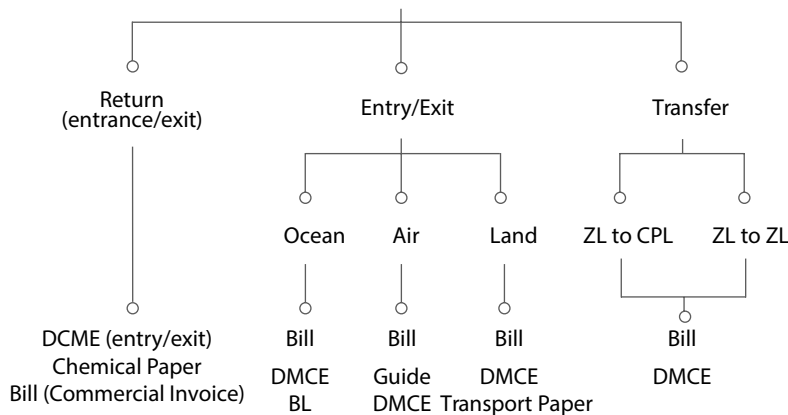 Return
(entrance/exit)
Entry/Exit
Transfer
Ocean
Air
Land
ZL to CPL
ZL to ZL
DCME (entry/exit)
Chemical Paper
Bill (Commercial Invoice)
Bill
DMCE
BL
Bill
Guide
DMCE
Bill
DMCE
Transport Paper
Bill
DMCE